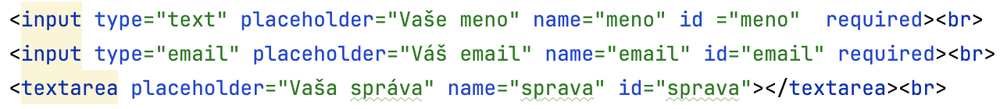 <input type="text" placeholder="Vaše meno" name="meno" id ="meno"  required><br>
<input type="email" placeholder="Váš email" name="email" id="email" required><br>
<textarea placeholder="Vaša správa" name="sprava" id="sprava"></textarea><br>